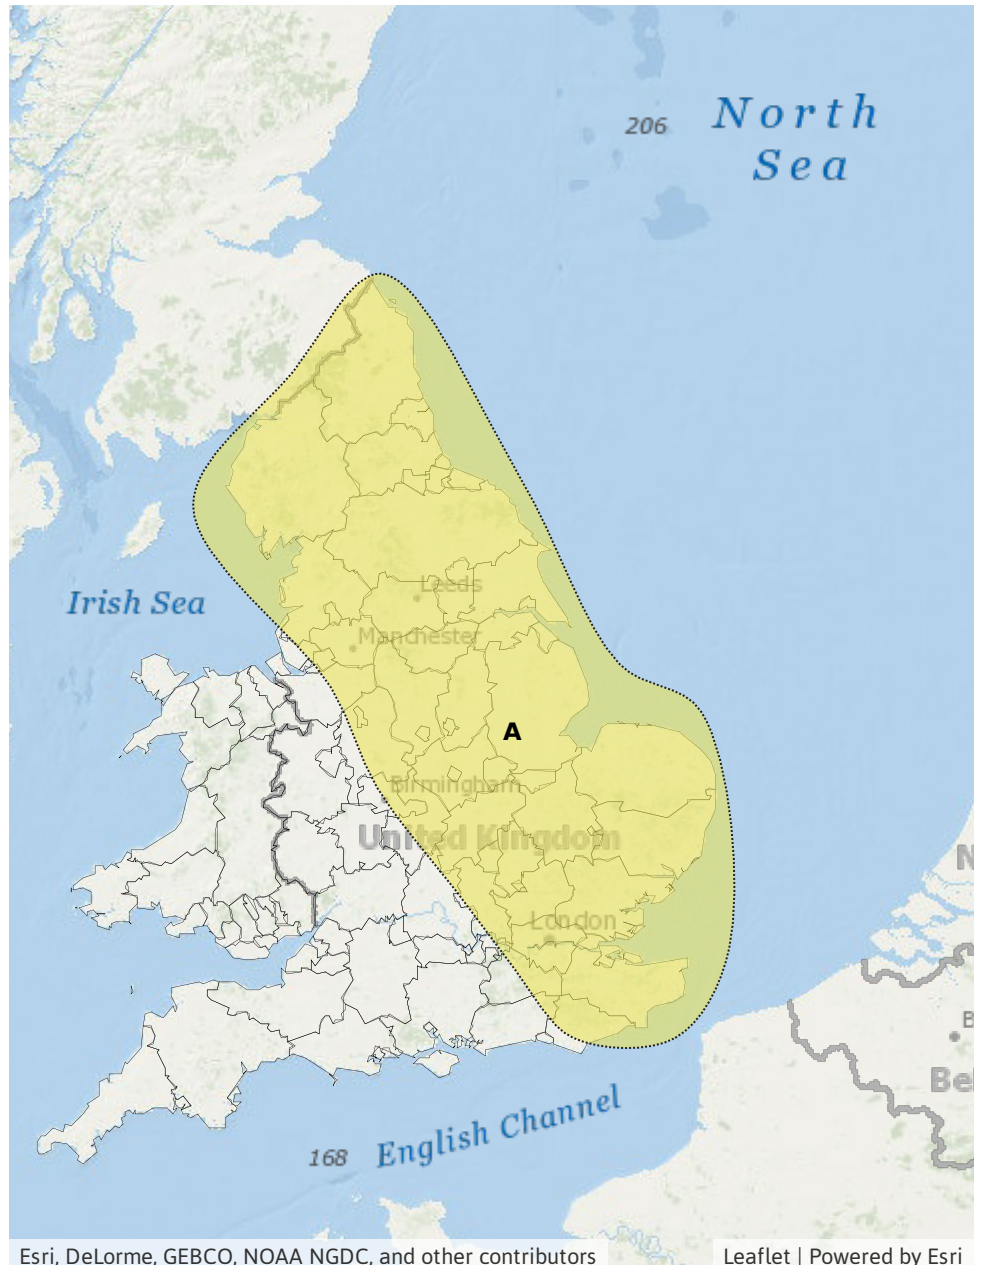 North
Sea
206
Leeds
Irish Sea
Manchester
A
Birmingham
United Kingdom
N
London
B
Be
English Channel
168
Esri, DeLorme, GEBCO, NOAA NGDC, and other contributors
Leaflet | Powered by Esri